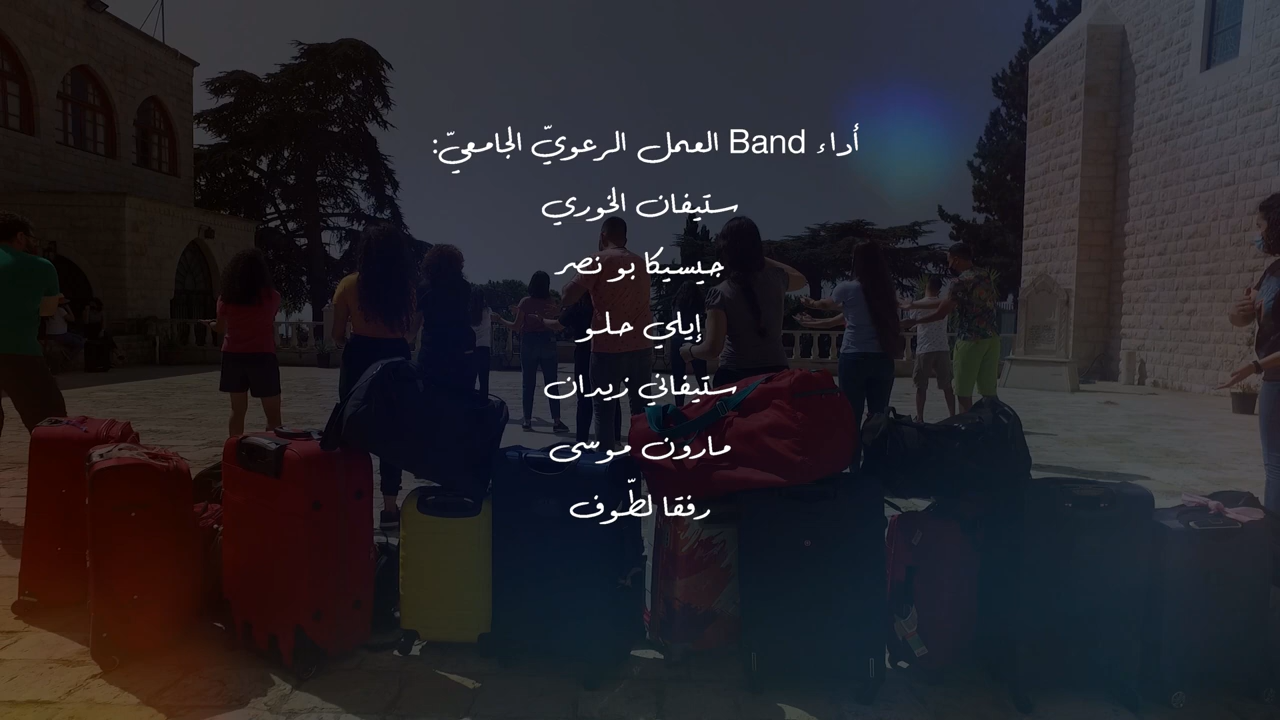 أداء Band العمل الرعويّ الجامعيّ:
ستيفان الخوري
جيسيكا بو نصر
إيلي حلو
ستيفاني زيدان
مارون موسى
رفقا لطّوف